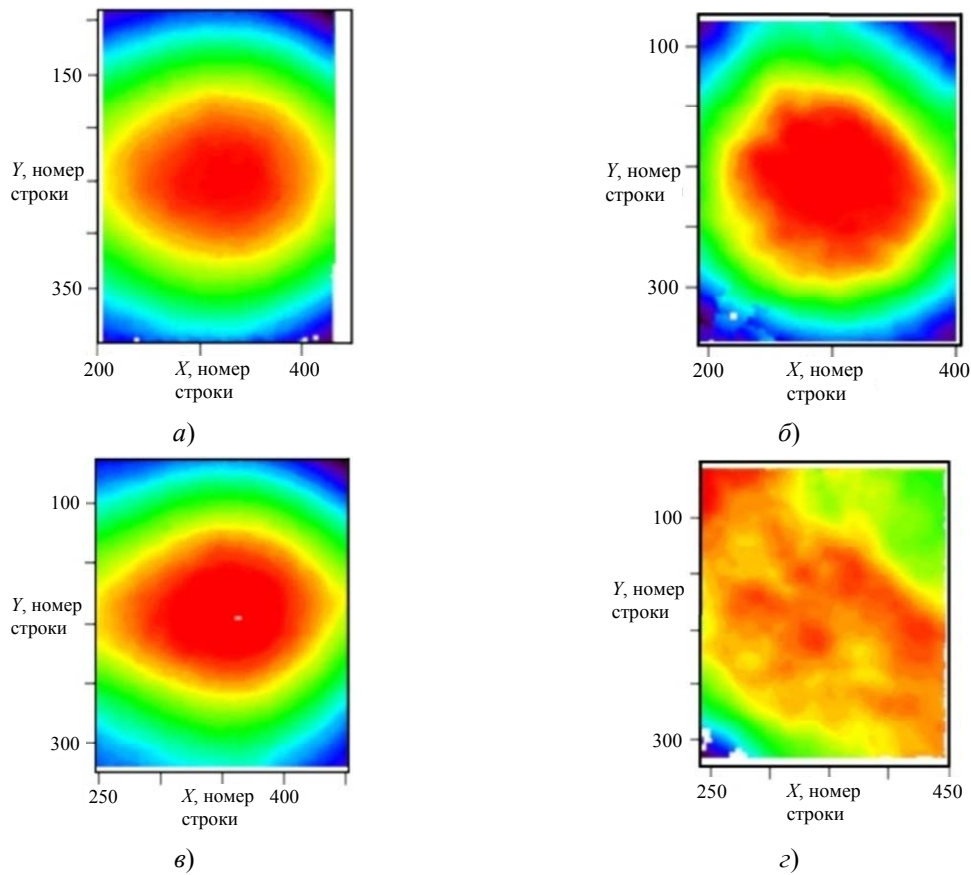 150
Y, номер
строки
350
200
X, номер
строки
400
а)
100
Y, номер
строки
300
200
X, номер
строки
400
б)
100
Y, номер
строки
300
250
X, номер
строки
400
в)
100
Y, номер
строки
300
250
X, номер
строки
450
г)